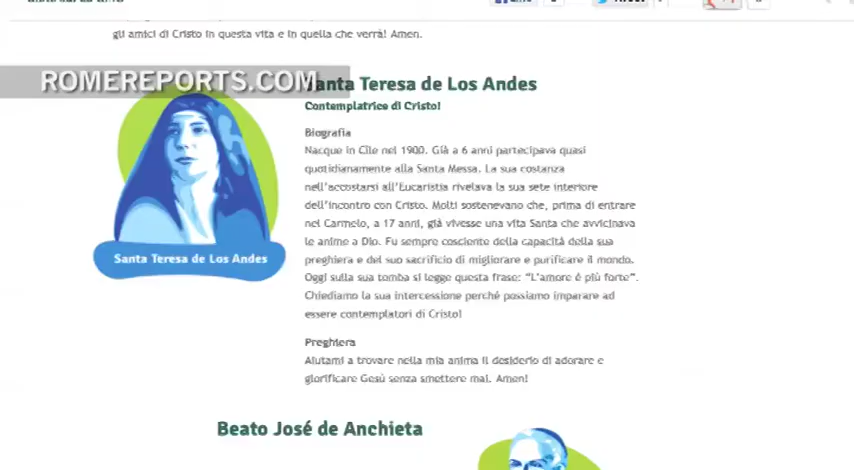 Tweet
gli amici di Cristo in questa vita e in quella che verrà! Amen.
ROMEREPORTS.COM
Santa Teresa de Los Andes
Contemplatrice di Cristo!
Biografia
Nacque in Cile nel 1900. Già a 6 anni partecipava quasi
quotidianamente alla Santa Messa. La sua costanza
nell'accostarsi all'Eucaristia rivelava la sua sete interiore
dell'incontro con Cristo. Molti sostenevano che, prima di entrare
nel Carmelo, a 17 anni, già vivesse una vita Santa che avvicinava
le anime a Dio. Fu sempre cosciente della capacità della sua
preghiera e del suo sacrificio di migliorare e purificare il mondo.
Oggi sulla sua tomba si legge questa frase: "L'amore è più forte".
Chiediamo la sua intercessione perché possiamo imparare ad
essere contemplatori di Cristo!
Santa Teresa de Los Andes
Preghiera
Aiutami a trovare nella mia anima il desiderio di adorare e
glorificare Gesù senza smettere mai. Amen!
Beato José de Anchieta